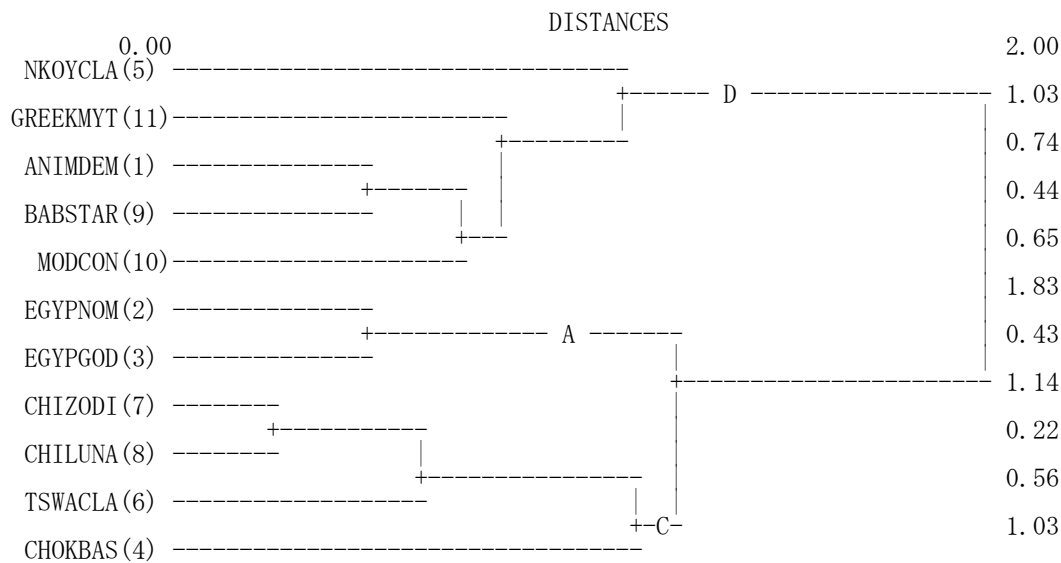 DISTANCES
0.00 2.00
NKOYCLA(5)
D 1.03
GREEKMYT(11)
0.74
ANIMDEM(1)
0.44
BABSTAR(9)
0.65
MODCON(10)
1.83
EGYPNOM(2)
A 0.43
EGYPGOD(3)
1.14
CHIZODI(7)
0.22
CHILUNA(8)
0.56
TSWACLA(6)
C 1.03
CHOKBAS(4)